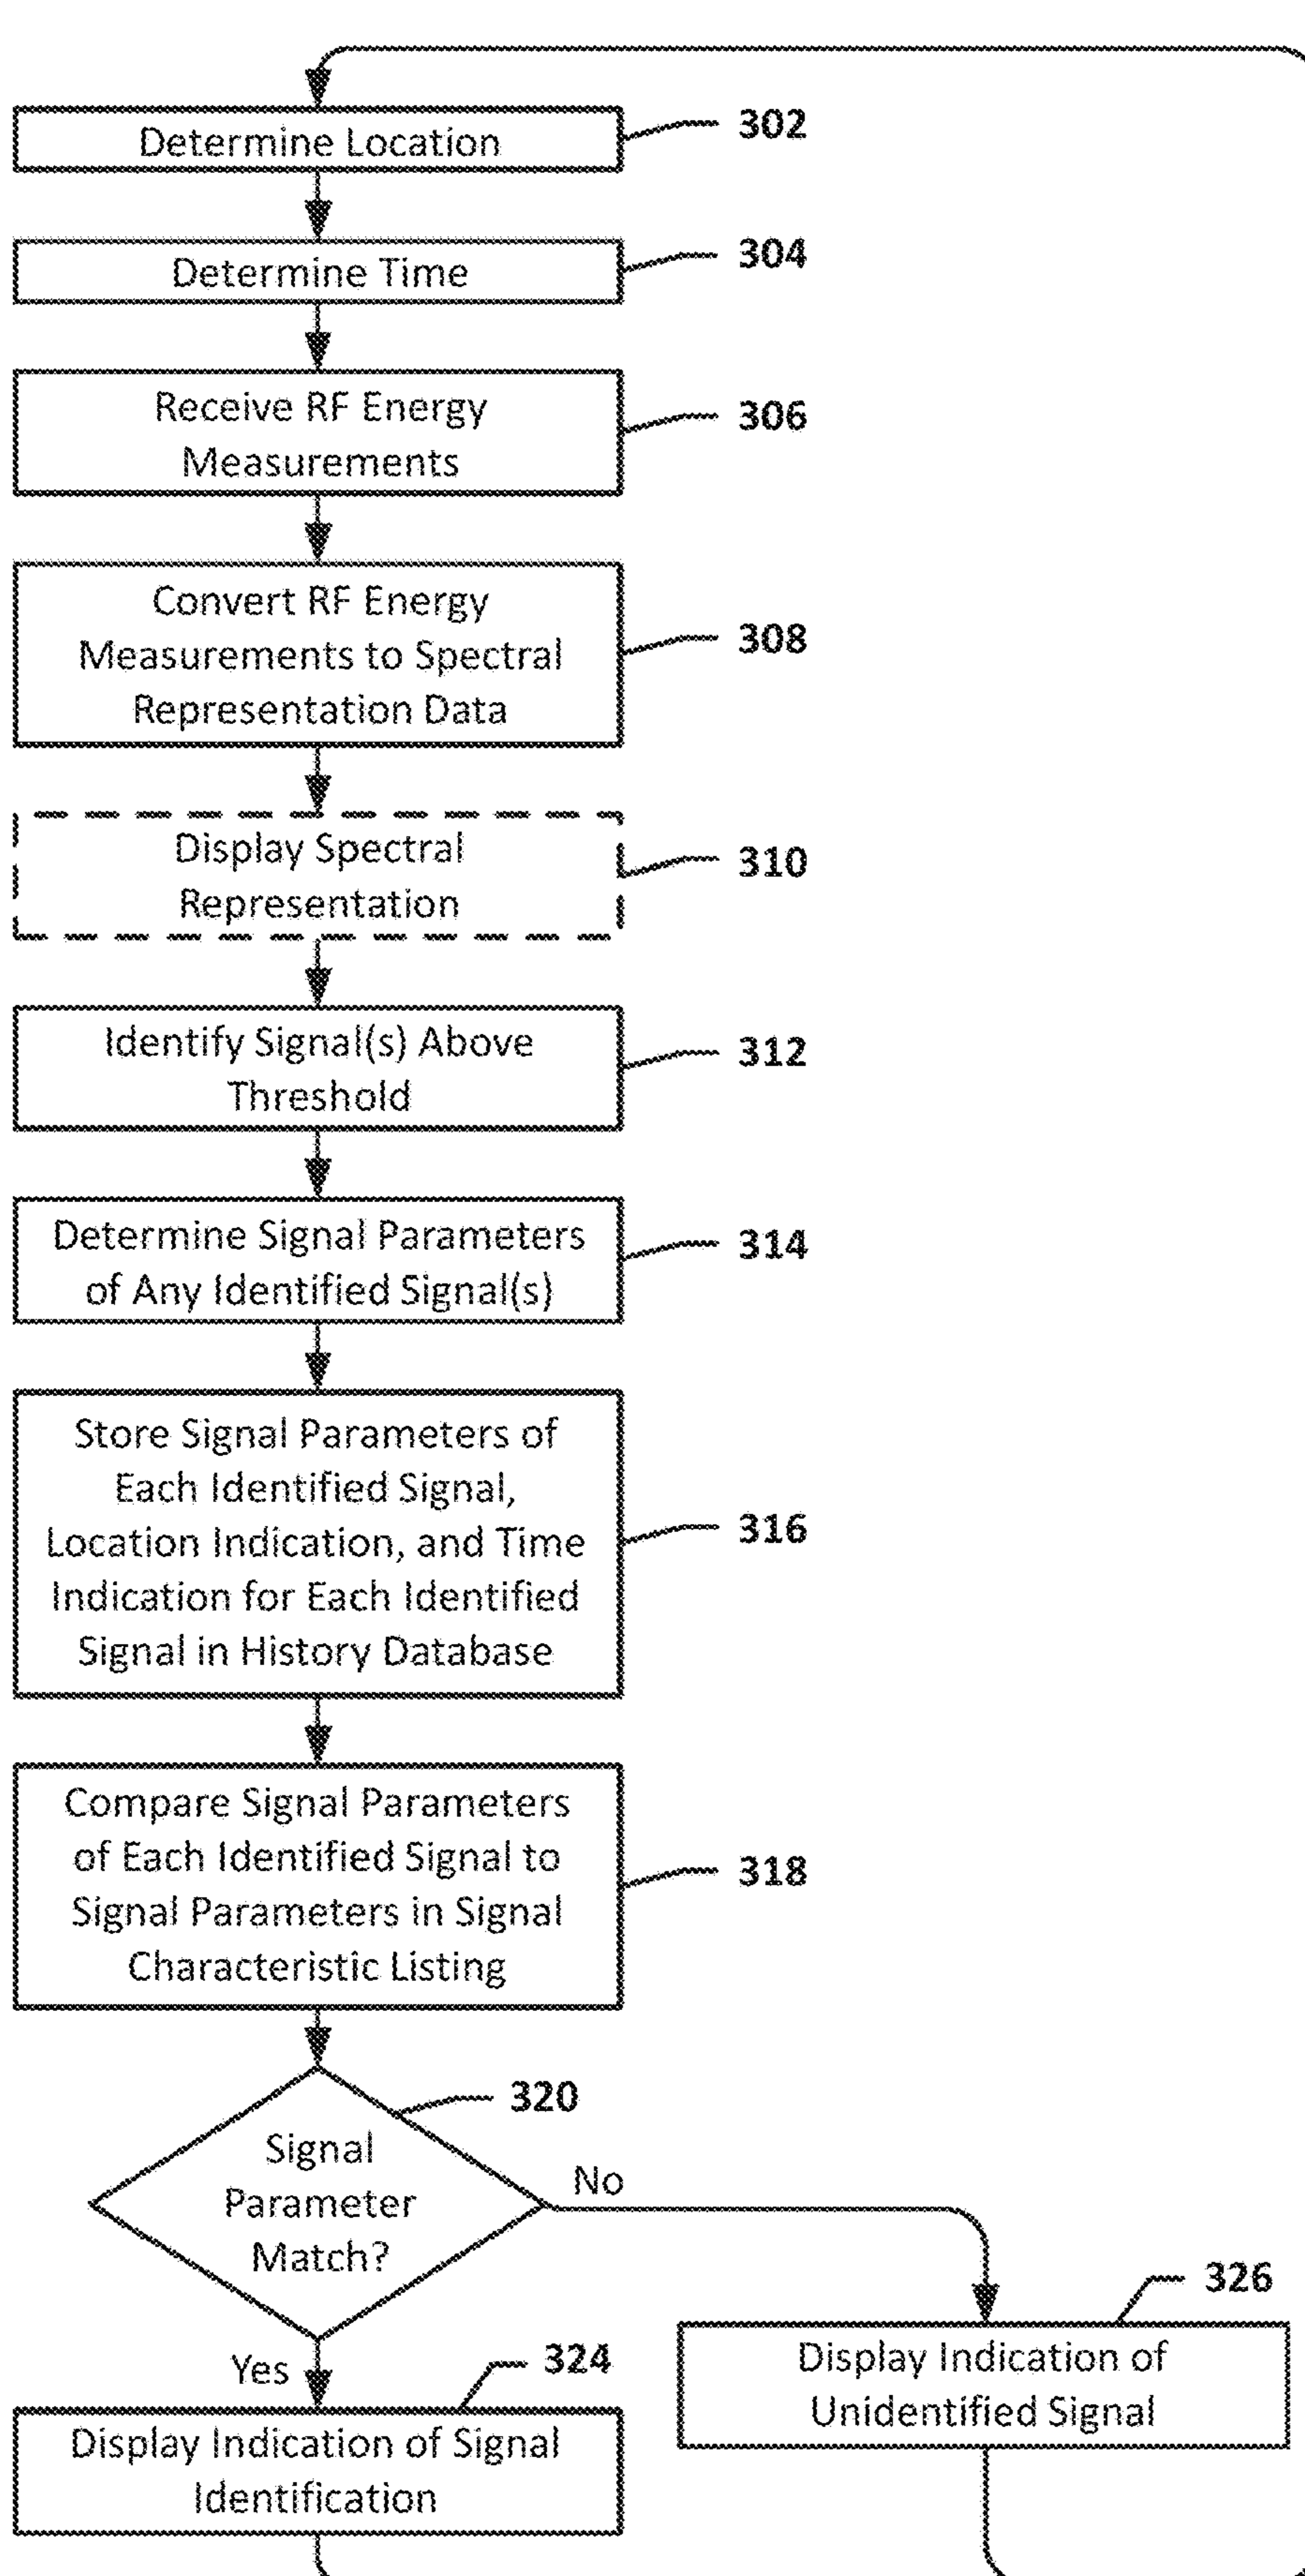 Determine Location
302
Determine Time
304
Receive RF Energy
Measurements
306
Convert RF Energy
Measurements to Spectral
Representation Data
308
Display Spectral
Representation
310
Identify Signal(s) Above
Threshold
312
Determine Signal Parameters
of Any Identified Signal(s)
314
Store Signal Parameters of
Each Identified Signal,
Location Indication, and Time
Indication for Each Identified
Signal in History Database
316
Compare Signal Parameters
of Each Identified Signal to
Signal Parameters in Signal
Characteristic Listing
318
320
Signal
Parameter
Match?
No
Yes
324
Display Indication of Signal
Identification
326
Display Indication of
Unidentified Signal